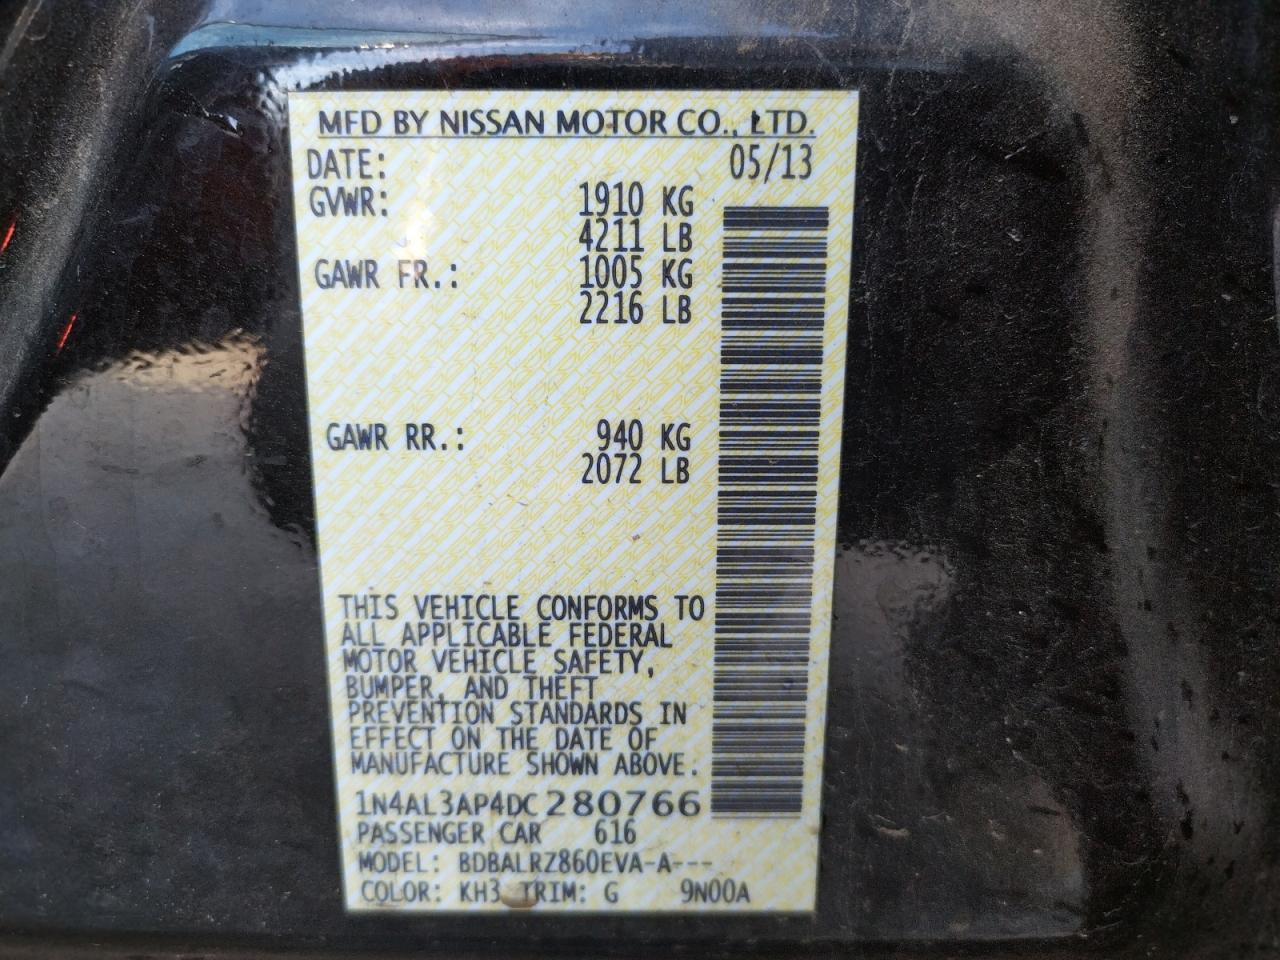 MFD BY NISSAN MOTOR CO., LTD.
DATE: 05/13
GVWR: 1910 KG
4211 LB
GAWR FR.: 1005 KG
2216 LB
GAWR RR.: 940 KG
2072 LB
THIS VEHICLE CONFORMS TO
ALL APPLICABLE FEDERAL
MOTOR VEHICLE SAFETY,
BUMPER, AND THEFT
PREVENTION STANDARDS IN
EFFECT ON THE DATE OF
MANUFACTURE SHOWN ABOVE.
1N4AL3AP4DC280766
PASSENGER CAR 616
MODEL: BDBALRZ860EVA-A---
COLOR: KH3 TRIM: G 9N00A